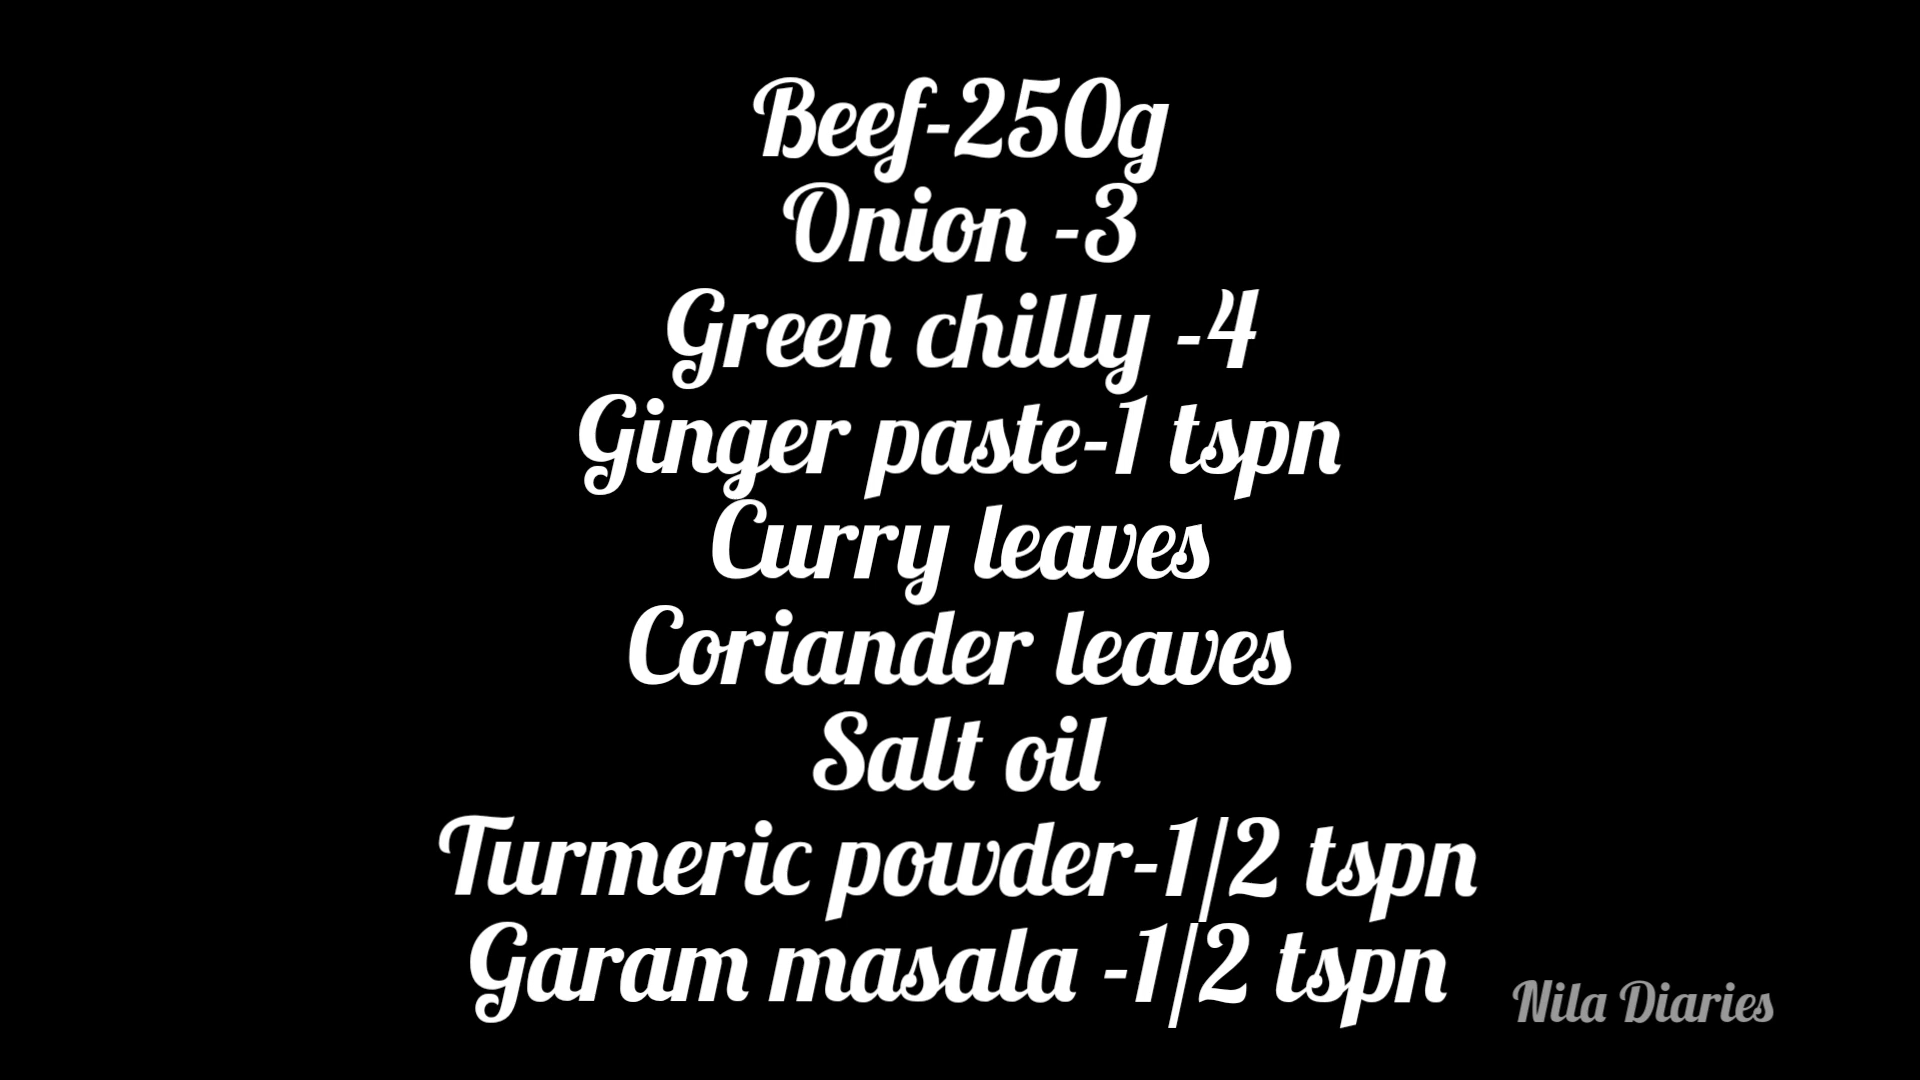 Beef-250g
Onion -3
Green chilly -4
Ginger paste-1 tspn
Curry leaves
Coriander leaves
Salt oil
Turmeric powder-1/2 tspn
Garam masala -1/2 tspn
Nila Diaries